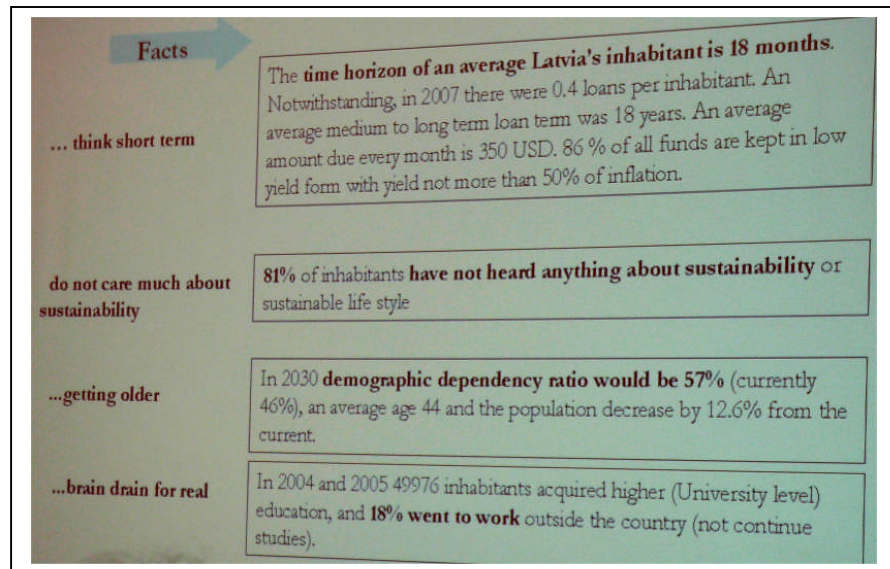 Facts
... think short term
The time horizon of an average Latvia's inhabitant is 18 months.
Notwithstanding, in 2007 there were 0.4 loans per inhabitant. An
average medium to long term loan term was 18 years. An average
amount due every month is 350 USD. 86 % of all funds are kept in low
yield form with yield not more than 50% of inflation.
do not care much about
sustainability
81% of inhabitants have not heard anything about sustainability or
sustainable life style
...getting older
In 2030 demographic dependency ratio would be 57% (currently
46%), an average age 44 and the population decrease by 12.6% from the
current.
...brain drain for real
In 2004 and 2005 49976 inhabitants acquired higher (University level)
education, and 18% went to work outside the country (not continue
studies).